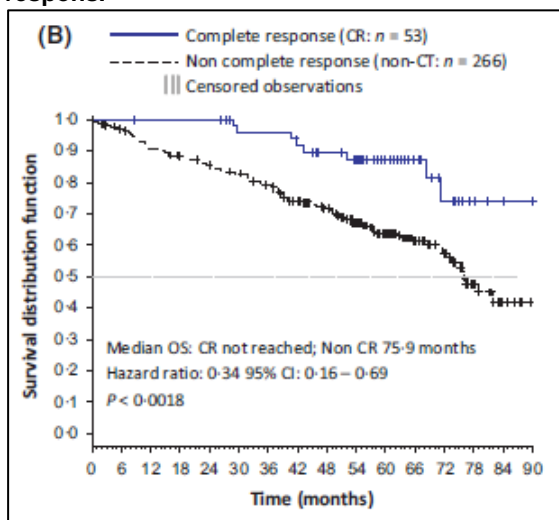 respons.
(B)
Complete response (CR: n = 53)
Non complete response (non-CT: n = 266)
Censored observations
Survival distribution function
1·0
0·9
0·8
0·7
0·6
0·5
0·4
0·3
0·2
0·1
0·0
Median OS: CR not reached; Non CR 75·9 months
Hazard ratio: 0·34 95% CI: 0·16 – 0·69
P < 0·0018
0 6 12 18 24 30 36 42 48 54 60 66 72 78 84 90
Time (months)